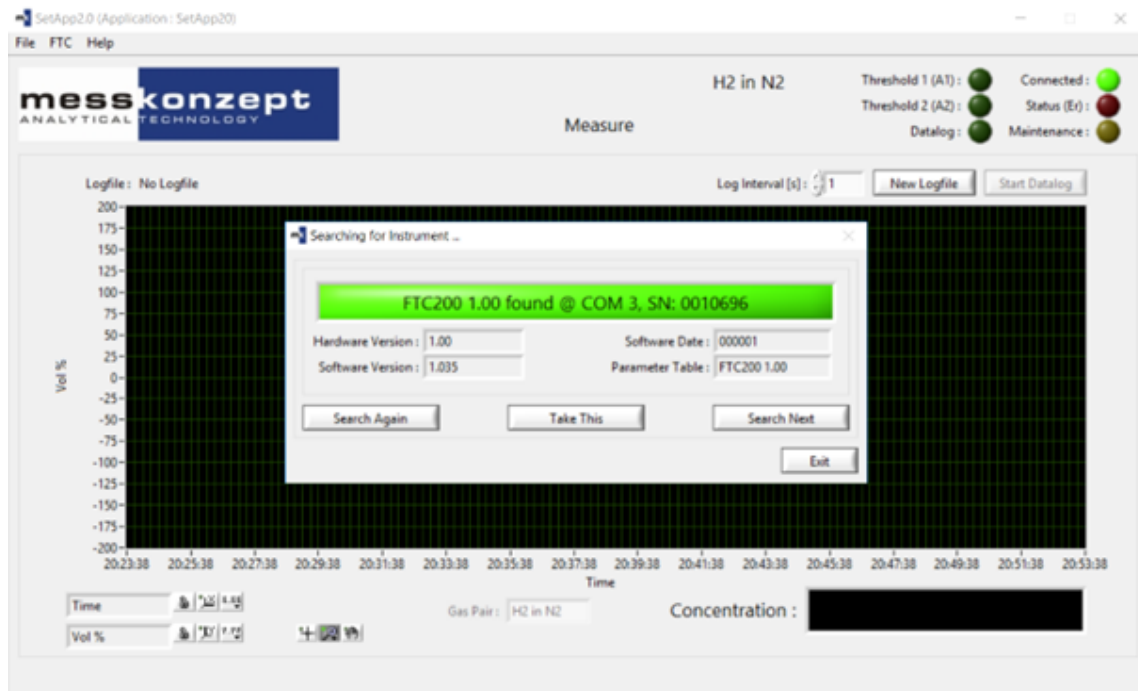 SetApp2.0 (Application : SetApp20)
File FTC Help
messkonzept
ANALYTICAL TECHNOLOGY
H2 in N2
Measure
Threshold 1 (A1) :
Threshold 2 (A2) :
Datalog :
Connected :
Status (Er) :
Maintenance :
Logfile : No Logfile
Log Interval [s] : 1
New Logfile
Start Datalog
Searching for Instrument ...
FTC200 1.00 found @ COM 3, SN: 0010696
Hardware Version : 1.00
Software Date : 000001
Software Version : 1.035
Parameter Table : FTC200 1.00
Search Again
Take This
Search Next
Exit
Vol %
200
175
150
125
100
75
50
25
0
-25
-50
-75
-100
-125
-150
-175
-200
20:23:38 20:25:38 20:27:38 20:29:38 20:31:38 20:33:38 20:35:38 20:37:38 20:39:38 20:41:38 20:43:38 20:45:38 20:47:38 20:49:38 20:51:38 20:53:38
Time
Time
Vol %
Gas Pair : H2 in N2
Concentration :